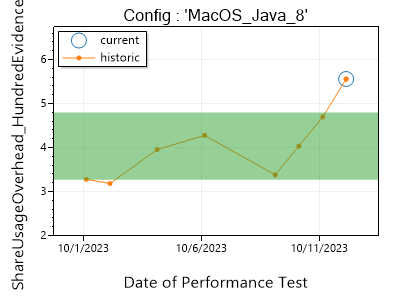 Config : 'MacOS_Java_8'
ShareUsageOverhead_HundredEvidence
current
historic
6
5
4
3
2
10/1/2023
10/6/2023
10/11/2023
Date of Performance Test